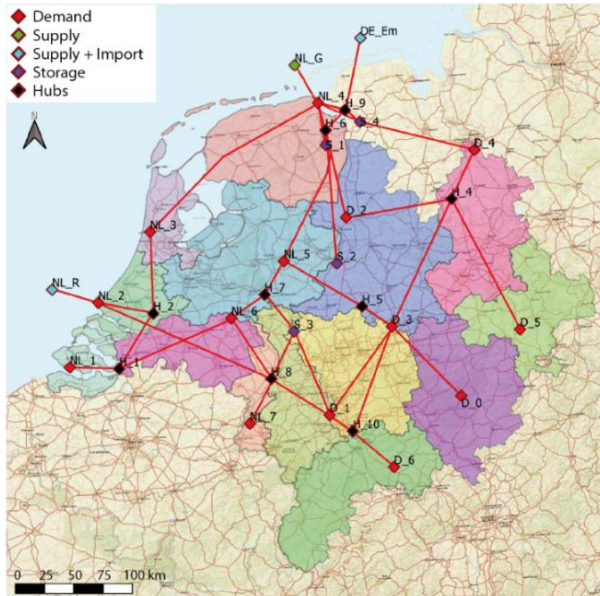 Demand
Supply
Supply + Import
Storage
Hubs
N
DE_Em
NL_G
NL_4
H_9
S_4
H_6
S_1
D_4
H_4
D_2
NL_3
NL_5
S_2
NL_R
NL_2
H_7
H_2
H_5
NL_6
S_3
D_3
D_5
NL_1
H_1
H_8
D_0
D_1
NL_7
H_10
D_6
0 25 50 75 100 km